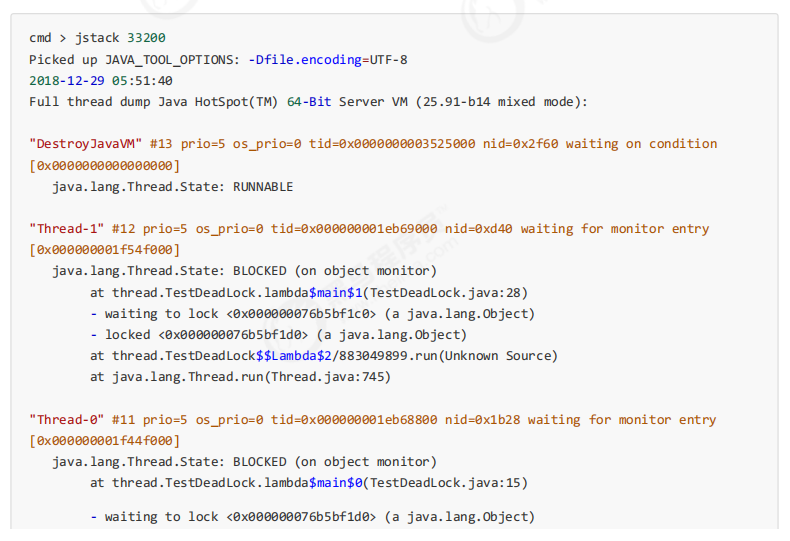 cmd > jstack 33200
Picked up JAVA_TOOL_OPTIONS: -Dfile.encoding=UTF-8
2018-12-29 05:51:40
Full thread dump Java HotSpot(TM) 64-Bit Server VM (25.91-b14 mixed mode):
"DestroyJavaVM" #13 prio=5 os_prio=0 tid=0x0000000003525000 nid=0x2f60 waiting on condition
[0x0000000000000000]
java.lang.Thread.State: RUNNABLE
"Thread-1" #12 prio=5 os_prio=0 tid=0x000000001eb69000 nid=0xd40 waiting for monitor entry
[0x000000001f54f000]
java.lang.Thread.State: BLOCKED (on object monitor)
at thread.TestDeadLock.lambda$main$1(TestDeadLock.java:28)
- waiting to lock <0x000000076b5bf1c0> (a java.lang.Object)
- locked <0x000000076b5bf1d0> (a java.lang.Object)
at thread.TestDeadLock$$Lambda$2/883049899.run(Unknown Source)
at java.lang.Thread.run(Thread.java:745)
"Thread-0" #11 prio=5 os_prio=0 tid=0x000000001eb68800 nid=0x1b28 waiting for monitor entry
[0x000000001f44f000]
java.lang.Thread.State: BLOCKED (on object monitor)
at thread.TestDeadLock.lambda$main$0(TestDeadLock.java:15)
- waiting to lock <0x000000076b5bf1d0> (a java.lang.Object)